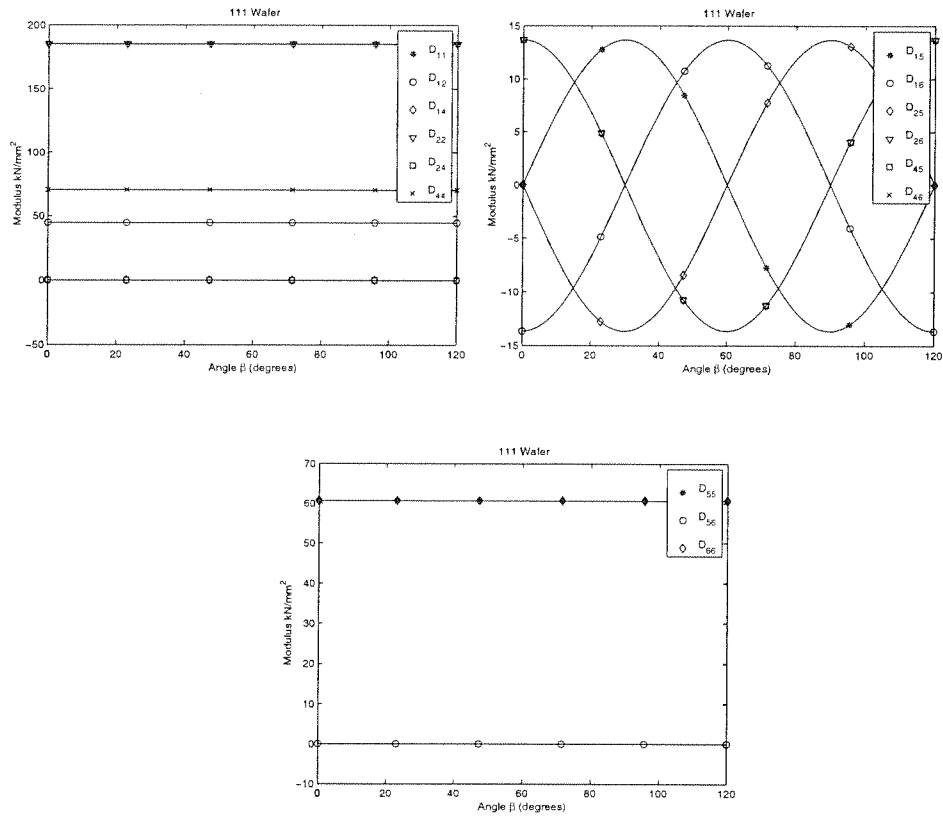 111 Wafer
200
150
100
50
0
−50
0
20
40
60
80
100
120
Modulus kN/mm²
Angle β (degrees)
D₁₁
D₁₂
D₁₄
D₂₂
D₂₄
D₄₄
111 Wafer
15
10
5
0
−5
−10
−15
0
20
40
60
80
100
120
Modulus kN/mm²
Angle β (degrees)
D₁₅
D₁₆
D₂₅
D₂₆
D₄₅
D₄₆
111 Wafer
70
60
50
40
30
20
10
0
−10
0
20
40
60
80
100
120
Modulus kN/mm²
Angle β (degrees)
D₅₅
D₅₆
D₆₆